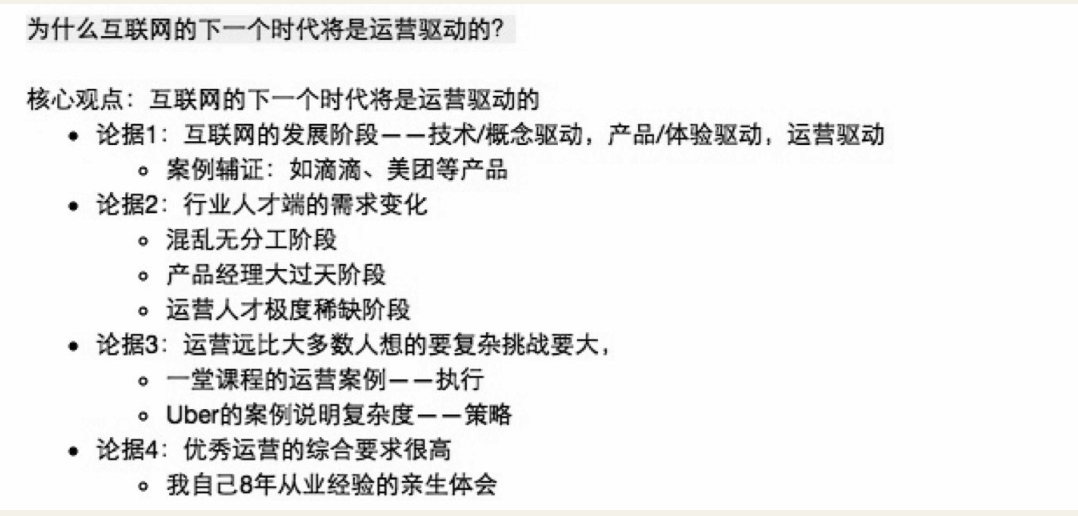 为什么互联网的下一个时代将是运营驱动的?
核心观点：互联网的下一个时代将是运营驱动的
• 论据1：互联网的发展阶段——技术/概念驱动，产品/体验驱动，运营驱动
◦ 案例辅证：如滴滴、美团等产品
• 论据2：行业人才端的需求变化
◦ 混乱无分工阶段
◦ 产品经理大过天阶段
◦ 运营人才极度稀缺阶段
• 论据3：运营远比大多数人想的要复杂挑战要大，
◦ 一堂课程的运营案例——执行
◦ Uber的案例说明复杂度——策略
• 论据4：优秀运营的综合要求很高
◦ 我自己8年从业经验的亲生体会